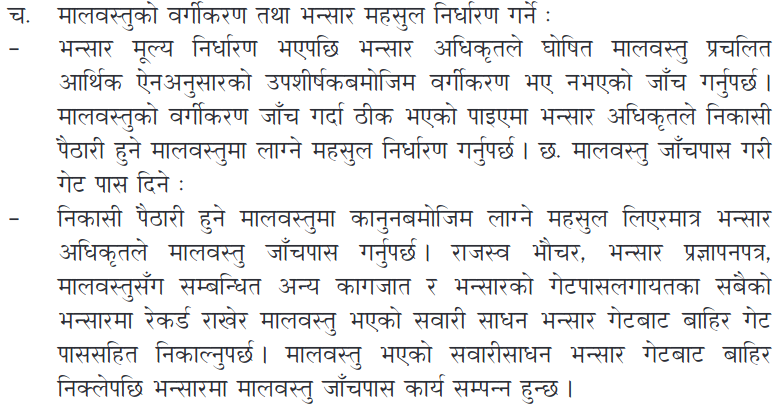 च. मालवस्तुको वर्गीकरण तथा भन्सार महसुल निर्धारण गर्ने :
– भन्सार मूल्य निर्धारण भएपछि भन्सार अधिकृतले घोषित मालवस्तु प्रचलित
आर्थिक ऐनअनुसारको उपशीर्षकबमोजिम वर्गीकरण भए नभएको जाँच गर्नुपर्छ ।
मालवस्तुको वर्गीकरण जाँच गर्दा ठीक भएको पाइएमा भन्सार अधिकृतले निकासी
पैठारी हुने मालवस्तुमा लाग्ने महसुल निर्धारण गर्नुपर्छ । छ. मालवस्तु जाँचपास गरी
गेट पास दिने :
– निकासी पैठारी हुने मालवस्तुमा कानुनबमोजिम लाग्ने महसुल लिएरमात्र भन्सार
अधिकृतले मालवस्तु जाँचपास गर्नुपर्छ । राजस्व भौचर, भन्सार प्रज्ञापनपत्र,
मालवस्तुसँग सम्बन्धित अन्य कागजात र भन्सारको गेटपासलगायतका सबैको
भन्सारमा रेकर्ड राखेर मालवस्तु भएको सवारी साधन भन्सार गेटबाट बाहिर गेट
पाससहित निकाल्नुपर्छ । मालवस्तु भएको सवारीसाधन भन्सार गेटबाट बाहिर
निक्लेपछि भन्सारमा मालवस्तु जाँचपास कार्य सम्पन्न हुन्छ ।